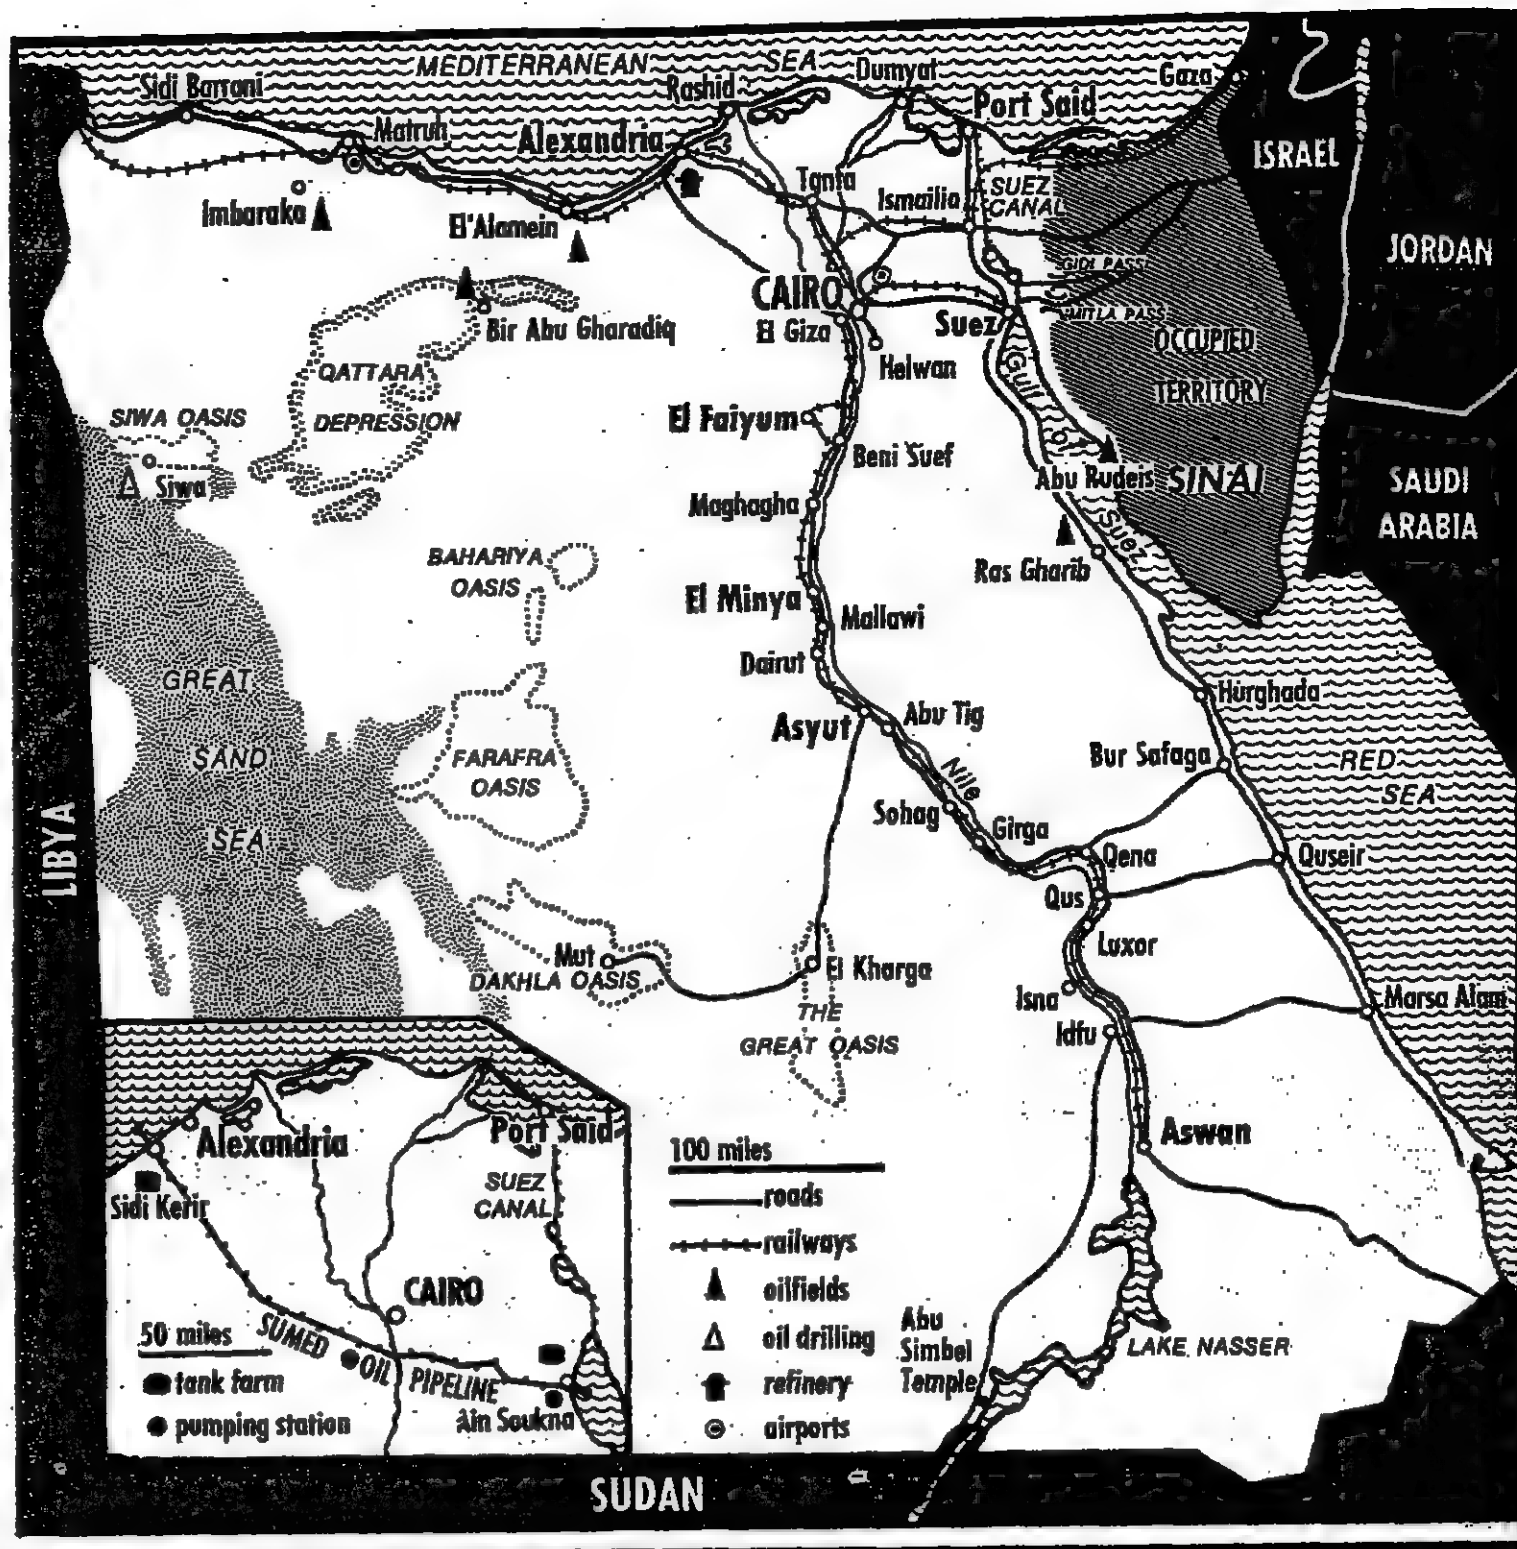 MEDITERRANEAN SEA
Sidi Barrani
Matruh
Rashid
Dumyat
Gaza
Alexandria
Port Said
ISRAEL
Imbaraka
El'Alamein
Tanta
Ismailia
SUEZ
CANAL
JORDAN
GIDI PASS
CAIRO
El Giza
Suez
MITLA PASS
Bir Abu Gharadiq
Helwan
Gulf of Suez
OCCUPIED
TERRITORY
QATTARA
DEPRESSION
SIWA OASIS
Siwa
El Faiyum
Beni Suef
Abu Rudeis
SINAI
SAUDI
ARABIA
Maghagha
Ras Gharib
BAHARIYA
OASIS
El Minya
Mallawi
Dairut
GREAT
SAND
SEA
Asyut
Abu Tig
Hurghada
FARAFRA
OASIS
Nile
Bur Safaga
RED
SEA
LIBYA
Sohag
Girga
Qena
Quseir
Qus
Luxor
Mut
DAKHLA OASIS
El Kharga
THE
GREAT OASIS
Isna
Idfu
Marsa Alam
Aswan
LAKE NASSER
Abu
Simbel
Temple
Alexandria
Port Said
Sidi Kerir
SUEZ
CANAL
CAIRO
SUMED OIL PIPELINE
Ain Soukna
50 miles
tank farm
pumping station
100 miles
roads
railways
oilfields
oil drilling
refinery
airports
SUDAN